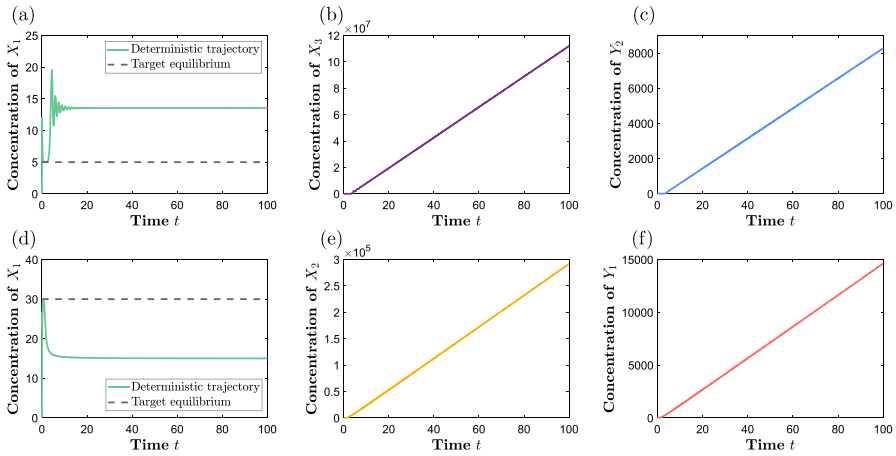 (a)
Concentration of X₁
25
20
15
10
5
0
Deterministic trajectory
Target equilibrium
0 20 40 60 80 100
Time t
(b)
×10⁷
Concentration of X₃
12
10
8
6
4
2
0
0 20 40 60 80 100
Time t
(c)
Concentration of Y₂
8000
6000
4000
2000
0
0 20 40 60 80 100
Time t
(d)
Concentration of X₁
40
30
20
10
0
Deterministic trajectory
Target equilibrium
0 20 40 60 80 100
Time t
(e)
×10⁵
Concentration of X₂
3
2.5
2
1.5
1
0.5
0
0 20 40 60 80 100
Time t
(f)
Concentration of Y₁
15000
10000
5000
0
0 20 40 60 80 100
Time t